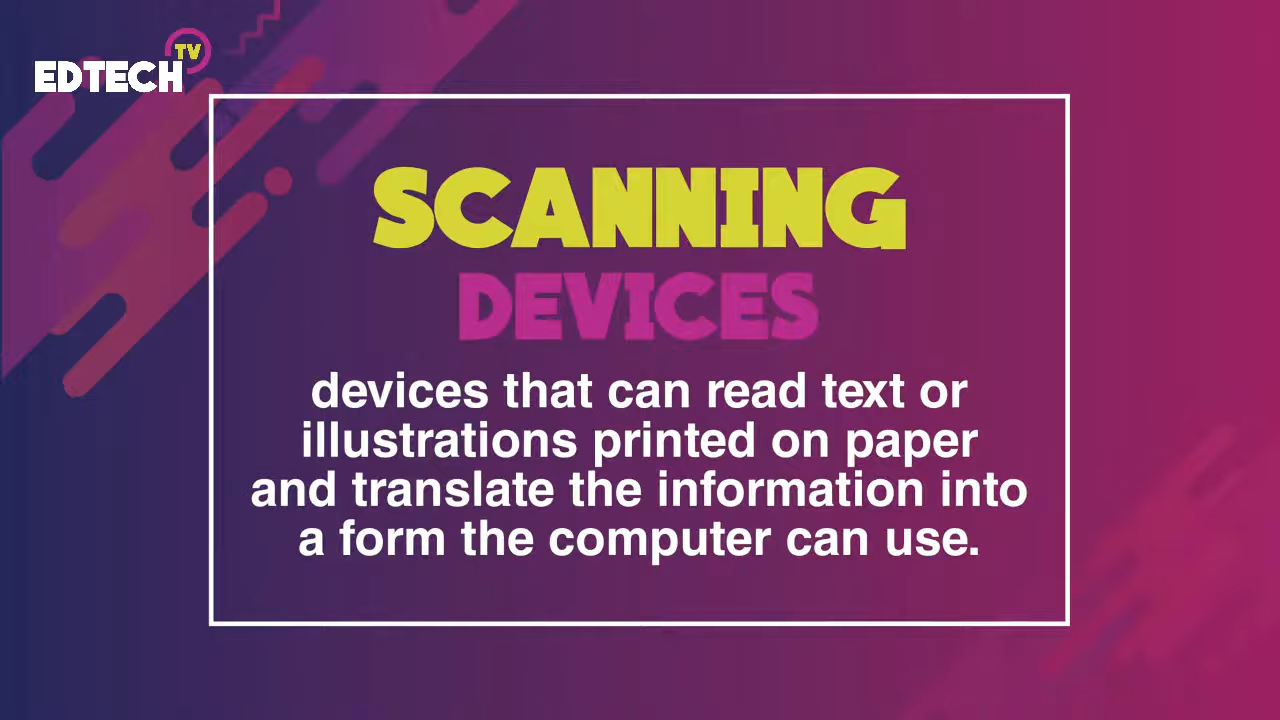 EDTECH TV
SCANNING
DEVICES
devices that can read text or
illustrations printed on paper
and translate the information into
a form the computer can use.